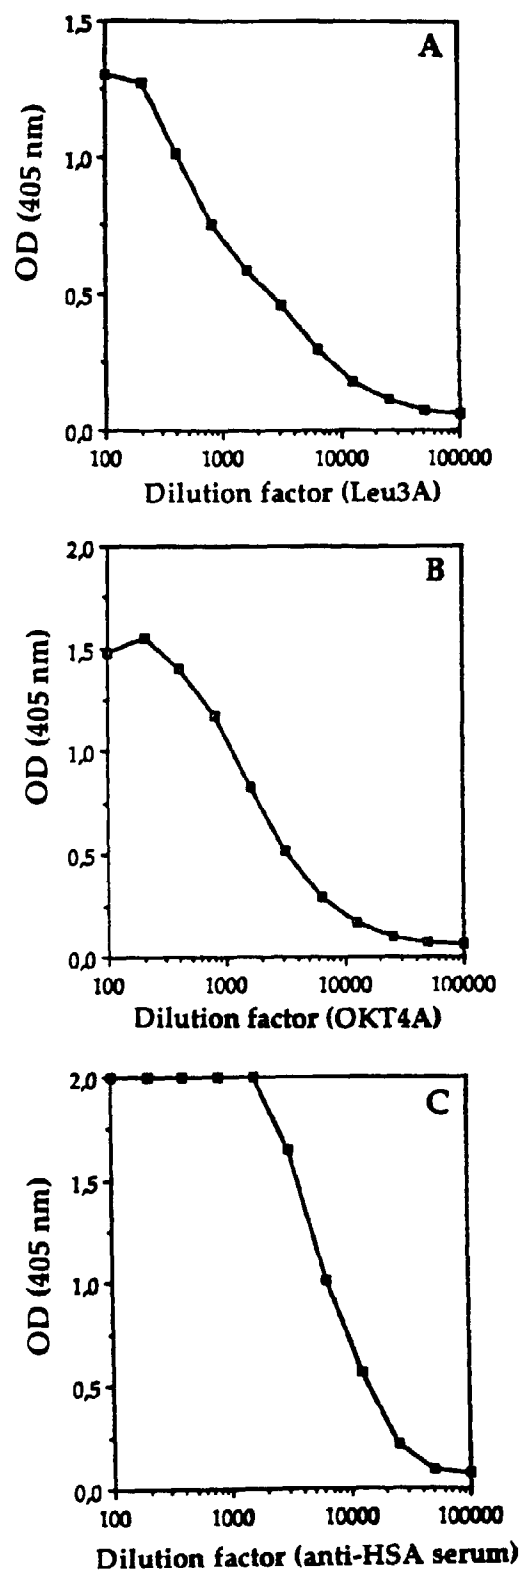 A
OD (405 nm)
1,5
1,0
0,5
0,0
100 1000 10000 100000
Dilution factor (Leu3A)
B
OD (405 nm)
2,0
1,5
1,0
0,5
0,0
100 1000 10000 100000
Dilution factor (OKT4A)
C
OD (405 nm)
2,0
1,5
1,0
0,5
0,0
100 1000 10000 100000
Dilution factor (anti-HSA serum)